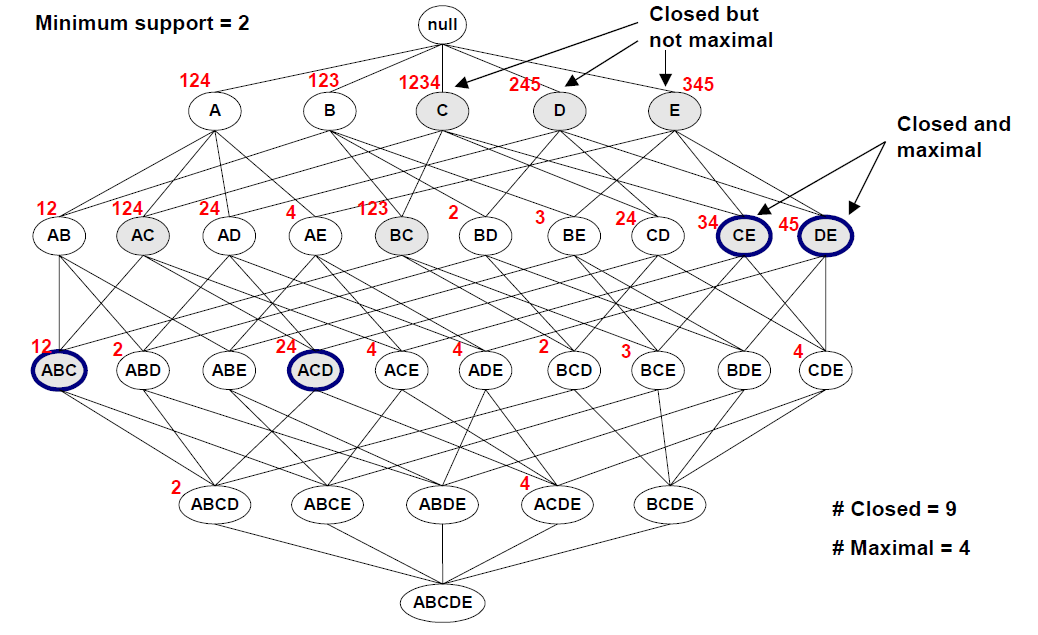 Minimum support = 2
null
Closed but
not maximal
124
123
1234
245
345
A
B
C
D
E
Closed and
maximal
12
124
24
4
123
2
3
24
34
45
AB
AC
AD
AE
BC
BD
BE
CD
CE
DE
12
2
24
4
4
2
3
4
ABC
ABD
ABE
ACD
ACE
ADE
BCD
BCE
BDE
CDE
2
4
ABCD
ABCE
ABDE
ACDE
BCDE
# Closed = 9
# Maximal = 4
ABCDE